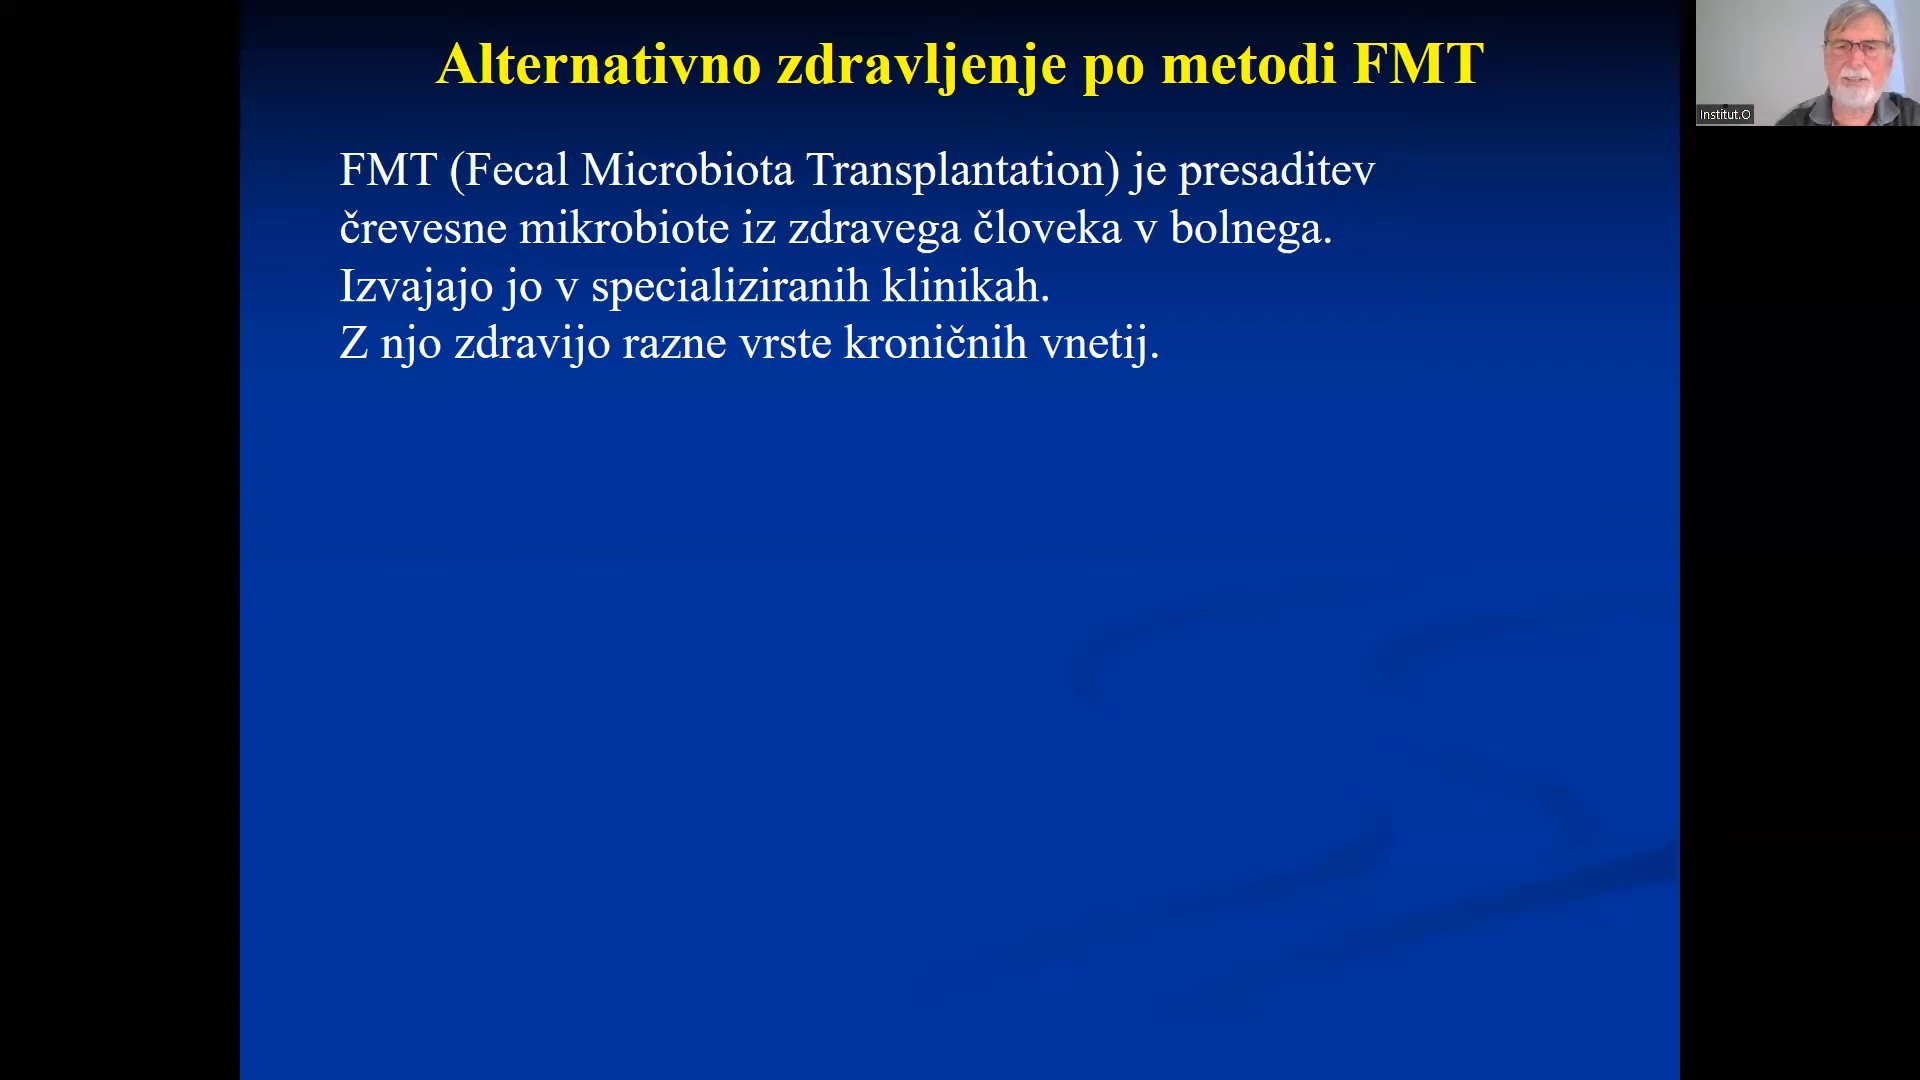 Alternativno zdravljenje po metodi FMT
FMT (Fecal Microbiota Transplantation) je presaditev
črevesne mikrobiote iz zdravega človeka v bolnega.
Izvajajo jo v specializiranih klinikah.
Z njo zdravijo razne vrste kroničnih vnetij.
Institut.O